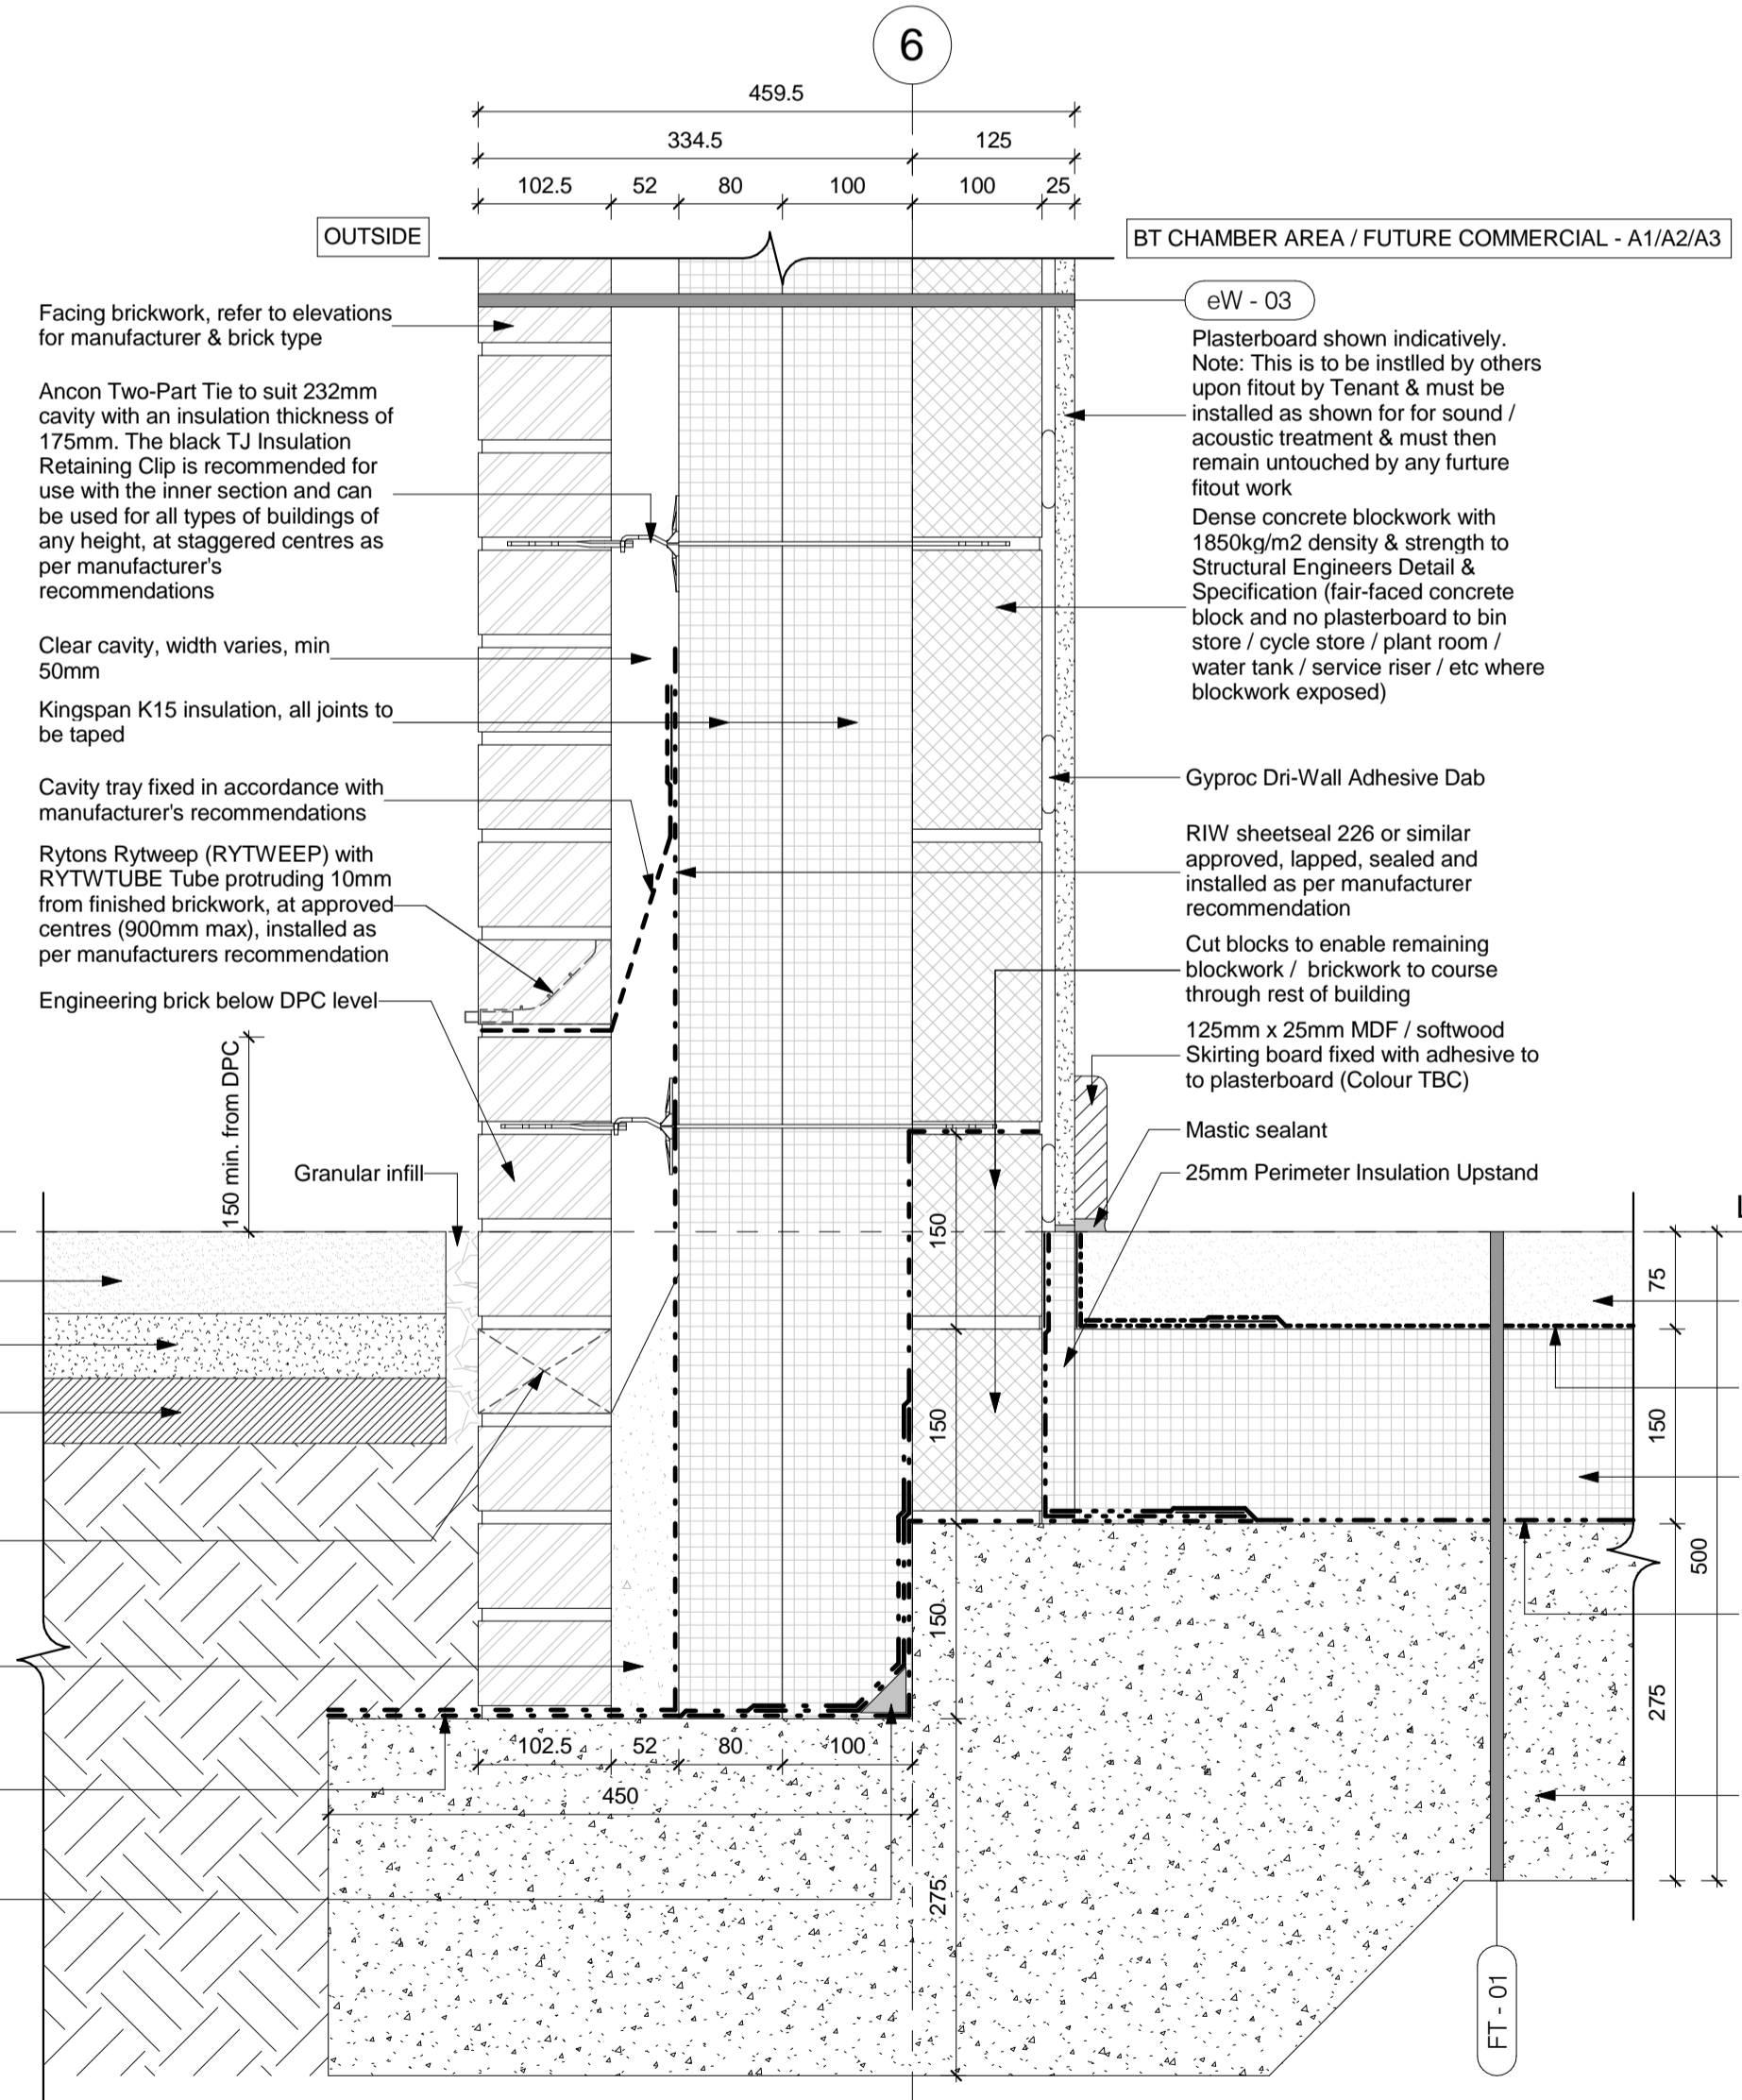 6
459.5
334.5
125
102.5
52
80
100
100
25
OUTSIDE
BT CHAMBER AREA / FUTURE COMMERCIAL - A1/A2/A3
eW - 03
Facing brickwork, refer to elevations
for manufacturer & brick type
Ancon Two-Part Tie to suit 232mm
cavity with an insulation thickness of
175mm. The black TJ Insulation
Retaining Clip is recommended for
use with the inner section and can
be used for all types of buildings of
any height, at staggered centres as
per manufacturer's
recommendations
Clear cavity, width varies, min
50mm
Kingspan K15 insulation, all joints to
be taped
Cavity tray fixed in accordance with
manufacturer's recommendations
Rytons Rytweep (RYTWEEP) with
RYTWTUBE Tube protruding 10mm
from finished brickwork, at approved
centres (900mm max), installed as
per manufacturers recommendation
Engineering brick below DPC level
150 min. from DPC
Granular infill
Plasterboard shown indicatively.
Note: This is to be instlled by others
upon fitout by Tenant & must be
installed as shown for for sound /
acoustic treatment & must then
remain untouched by any furture
fitout work
Dense concrete blockwork with
1850kg/m2 density & strength to
Structural Engineers Detail &
Specification (fair-faced concrete
block and no plasterboard to bin
store / cycle store / plant room /
water tank / service riser / etc where
blockwork exposed)
Gyproc Dri-Wall Adhesive Dab
RIW sheetseal 226 or similar
approved, lapped, sealed and
installed as per manufacturer
recommendation
Cut blocks to enable remaining
blockwork / brickwork to course
through rest of building
125mm x 25mm MDF / softwood
Skirting board fixed with adhesive to
to plasterboard (Colour TBC)
Mastic sealant
25mm Perimeter Insulation Upstand
150
150
150
275
75
150
275
500
102.5
52
80
100
450
FT - 01